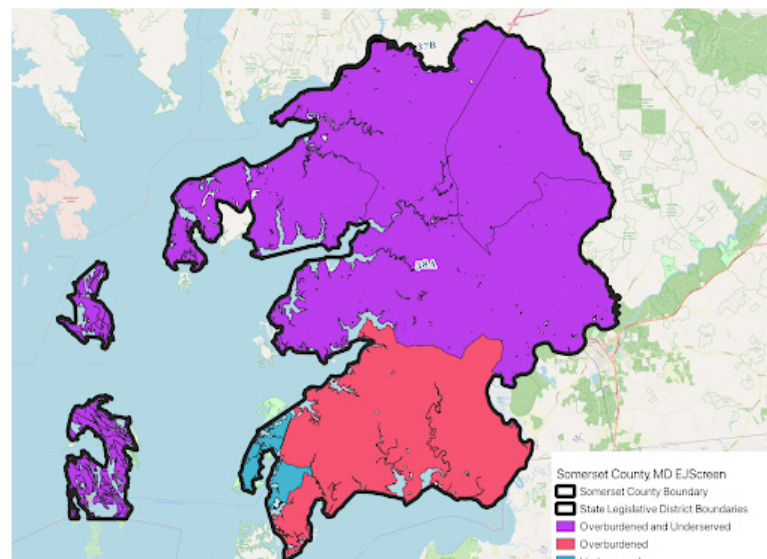 37B
38A
Somerset County, MD EJScreen
Somerset County Boundary
State Legislative District Boundaries
Overburdened and Underserved
Overburdened